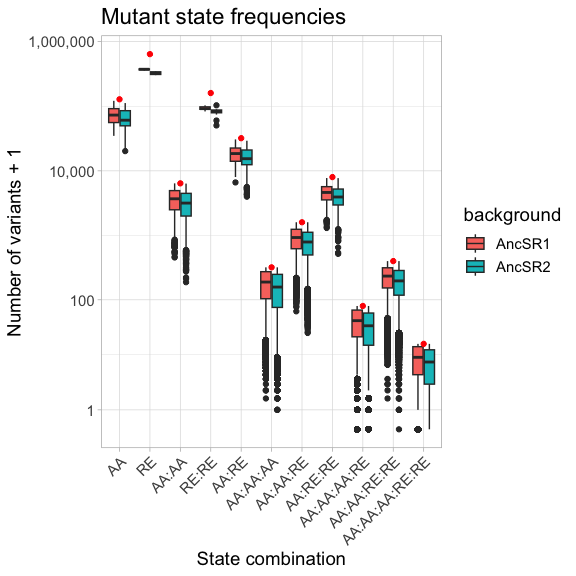 Mutant state frequencies
Number of variants + 1
1,000,000
10,000
100
1
AA
RE
AA:AA
RE:RE
AA:RE
AA:AA:AA
AA:AA:RE
AA:RE:RE
AA:AA:AA:RE
AA:AA:RE:RE
AA:AA:AA:RE:RE
State combination
background
AncSR1
AncSR2